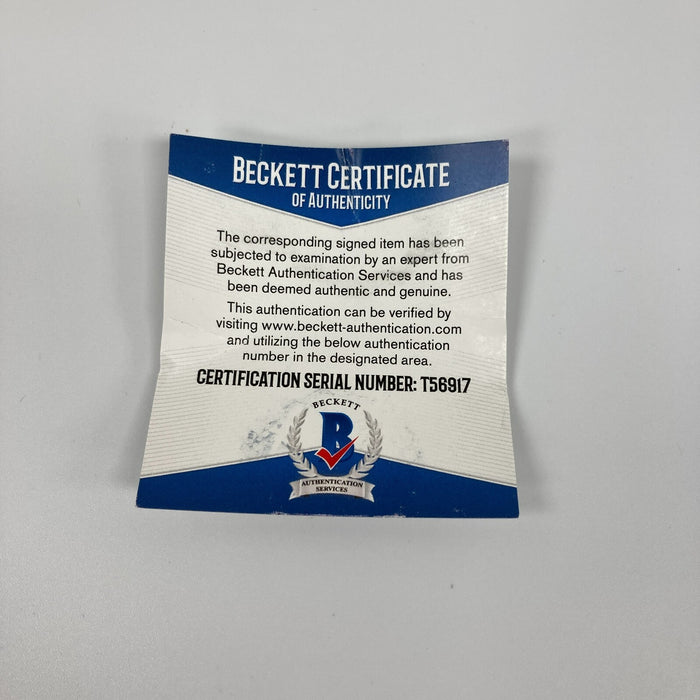 BECKETT CERTIFICATE
OF AUTHENTICITY
The corresponding signed item has been
subjected to examination by an expert from
Beckett Authentication Services and has
been deemed authentic and genuine.
This authentication can be verified by
visiting www.beckett-authentication.com
and utilizing the below authentication
number in the designated area.
CERTIFICATION SERIAL NUMBER: T56917
BECKETT
B
AUTHENTICATION
SERVICES